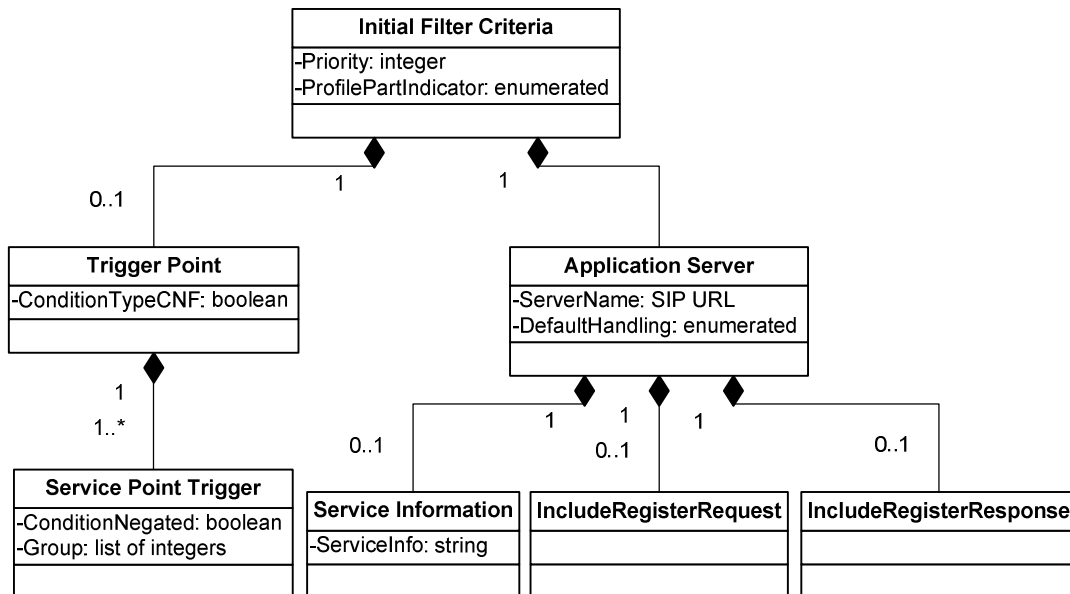 Initial Filter Criteria
-Priority: integer
-ProfilePartIndicator: enumerated
1
1
0..1
Trigger Point
-ConditionTypeCNF: boolean
Application Server
-ServerName: SIP URL
-DefaultHandling: enumerated
1
1..*
1
1
1
0..1
0..1
0..1
Service Point Trigger
-ConditionNegated: boolean
-Group: list of integers
Service Information
-ServiceInfo: string
IncludeRegisterRequest
IncludeRegisterResponse